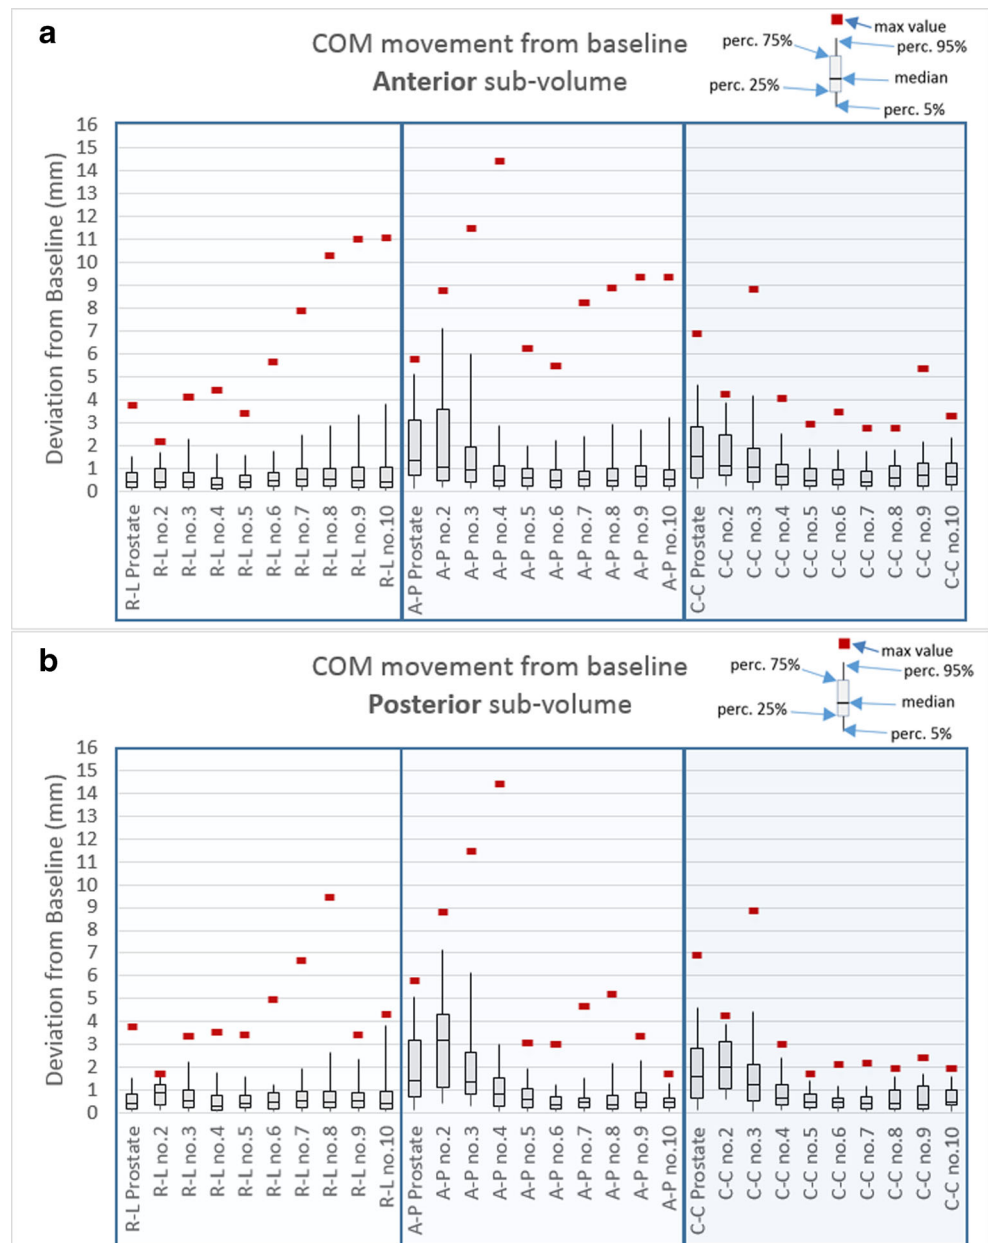 a
COM movement from baseline
Anterior sub-volume
max value
perc. 75%
perc. 95%
median
perc. 25%
perc. 5%
Deviation from Baseline (mm)
16
15
14
13
12
11
10
9
8
7
6
5
4
3
2
1
0
R-L Prostate
R-L no.2
R-L no.3
R-L no.4
R-L no.5
R-L no.6
R-L no.7
R-L no.8
R-L no.9
R-L no.10
A-P Prostate
A-P no.2
A-P no.3
A-P no.4
A-P no.5
A-P no.6
A-P no.7
A-P no.8
A-P no.9
A-P no.10
C-C Prostate
C-C no.2
C-C no.3
C-C no.4
C-C no.5
C-C no.6
C-C no.7
C-C no.8
C-C no.9
C-C no.10
b
COM movement from baseline
Posterior sub-volume
max value
perc. 75%
perc. 95%
median
perc. 25%
perc. 5%
Deviation from Baseline (mm)
16
15
14
13
12
11
10
9
8
7
6
5
4
3
2
1
0
R-L Prostate
R-L no.2
R-L no.3
R-L no.4
R-L no.5
R-L no.6
R-L no.7
R-L no.8
R-L no.9
R-L no.10
A-P Prostate
A-P no.2
A-P no.3
A-P no.4
A-P no.5
A-P no.6
A-P no.7
A-P no.8
A-P no.9
A-P no.10
C-C Prostate
C-C no.2
C-C no.3
C-C no.4
C-C no.5
C-C no.6
C-C no.7
C-C no.8
C-C no.9
C-C no.10